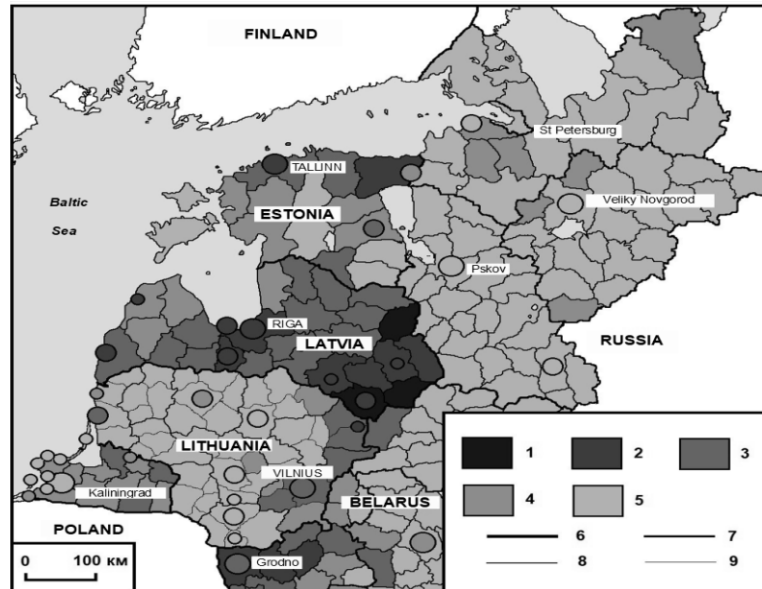 FINLAND
St Petersburg
TALLINN
Baltic
Sea
ESTONIA
Veliky Novgorod
Pskov
RIGA
LATVIA
RUSSIA
LITHUANIA
VILNIUS
Kaliningrad
BELARUS
POLAND
0 100 км
Grodno
1 2 3
4 5
6 7
8 9